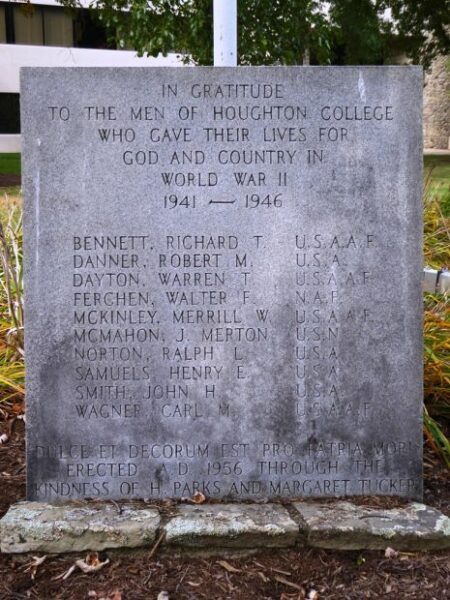 IN GRATITUDE
TO THE MEN OF HOUGHTON COLLEGE
WHO GAVE THEIR LIVES FOR
GOD AND COUNTRY IN
WORLD WAR II
1941 — 1946
BENNETT, RICHARD T. U.S.A.A.F.
DANNER, ROBERT M. U.S.A.
DAYTON, WARREN T. U.S.A.A.F.
FERCHEN, WALTER F. N.A.F.
MCKINLEY, MERRILL W. U.S.A.A.F.
MCMAHON, J. MERTON U.S.N.
NORTON, RALPH L. U.S.A.
SAMUELS, HENRY E. U.S.A.
SMITH, JOHN H. U.S.A.
WAGNER, CARL M. U.S.A.A.F.
DULCE ET DECORUM EST PRO PATRIA MORI
ERECTED A.D. 1956 THROUGH THE
KINDNESS OF H. PARKS AND MARGARET TUCKER